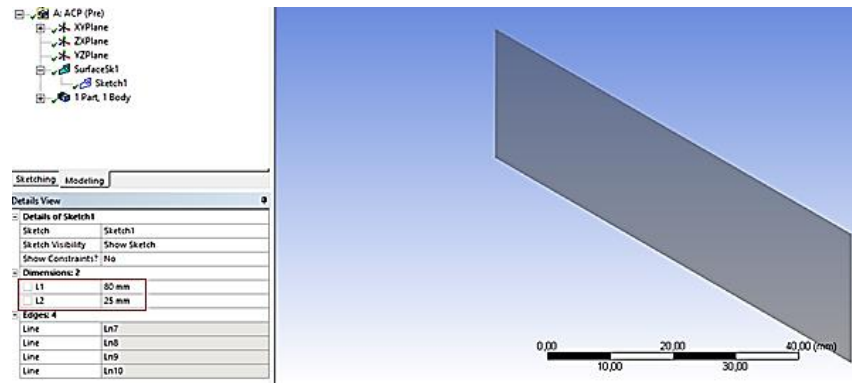 A: ACP (Pre)
XYPlane
ZXPlane
YZPlane
SurfaceSk1
Sketch1
1 Part, 1 Body
Sketching Modeling
Details View
Details of Sketch1
Sketch Sketch1
Sketch Visibility Show Sketch
Show Constraints? No
Dimensions: 2
L1 80 mm
L2 25 mm
Edges: 4
Line Ln7
Line Ln8
Line Ln9
Line Ln10
0,00 20,00 40,00 (mm)
10,00 30,00